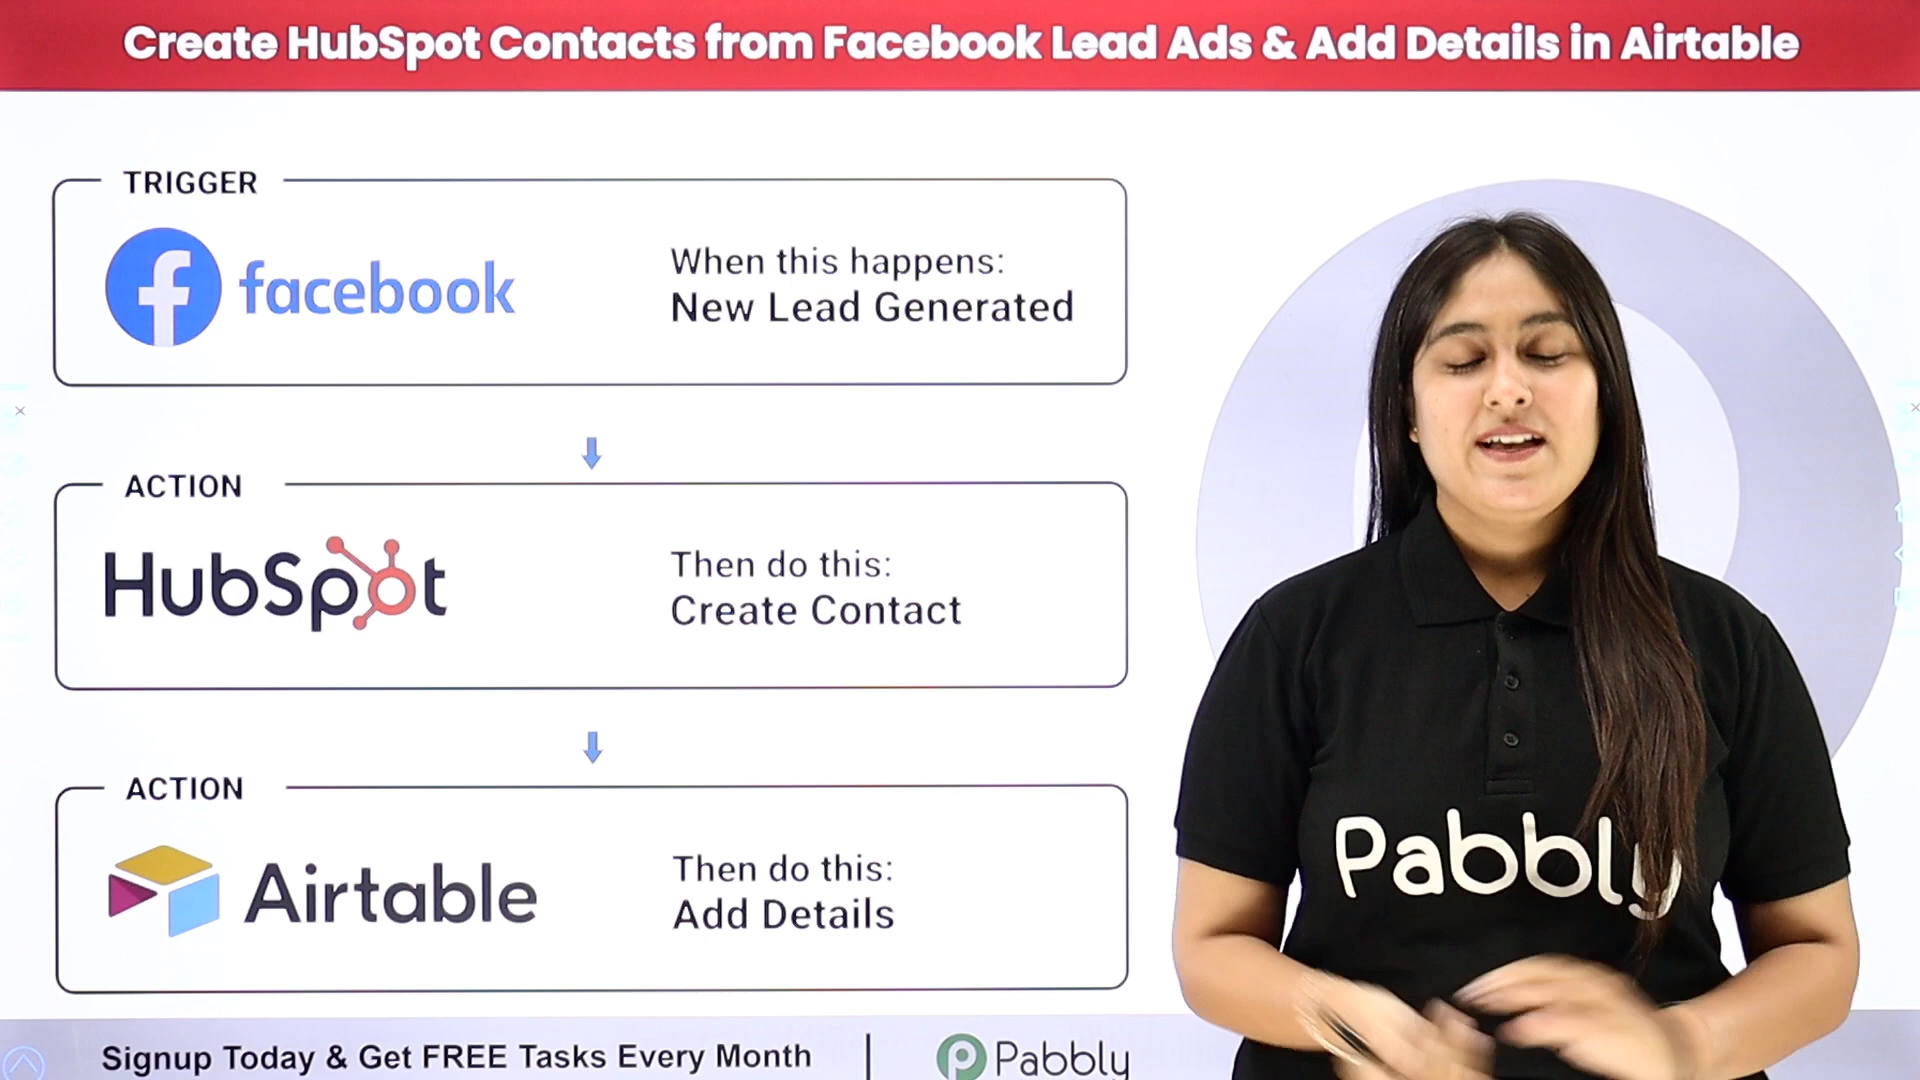 Create HubSpot Contacts from Facebook Lead Ads & Add Details in Airtable
TRIGGER
facebook
When this happens:
New Lead Generated
ACTION
HubSpot
Then do this:
Create Contact
ACTION
Airtable
Then do this:
Add Details
Pabbly
Signup Today & Get FREE Tasks Every Month
Pabbly